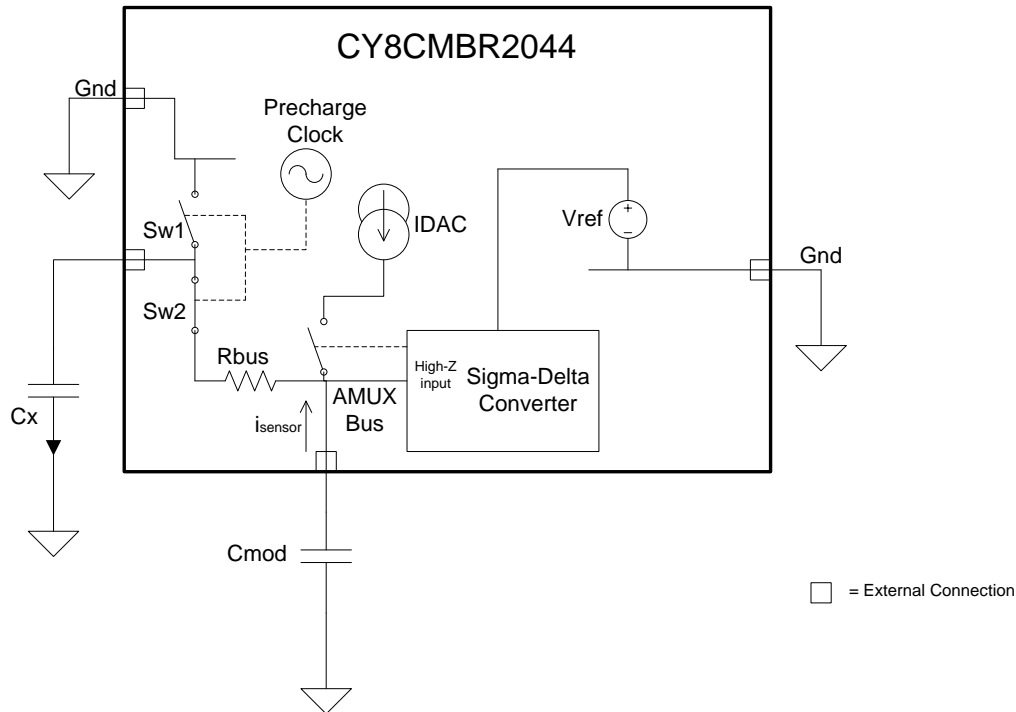 CY8CMBR2044
Gnd
Precharge
Clock
IDAC
Vref
+
–
Sw1
Gnd
Sw2
Rbus
High-Z
input
Sigma-Delta
Converter
AMUX
Bus
Cx
isensor
Cmod
= External Connection